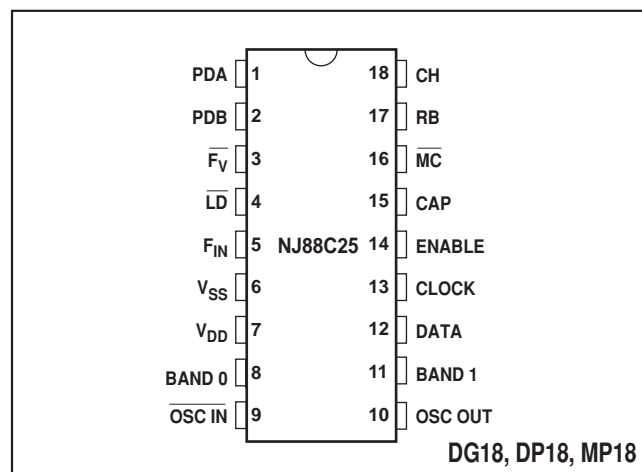 PDA 1 18 CH
PDB 2 17 RB
F̅V̅ 3 16 M̅C̅
L̅D̅ 4 15 CAP
FIN 5 NJ88C25 14 ENABLE
VSS 6 13 CLOCK
VDD 7 12 DATA
BAND 0 8 11 BAND 1
O̅S̅C̅ I̅N̅ 9 10 OSC OUT
DG18, DP18, MP18